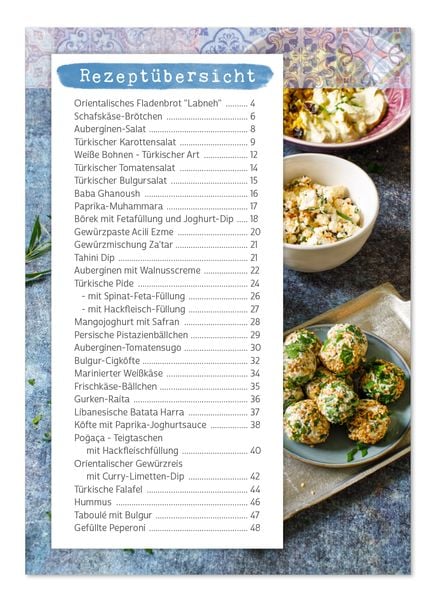 Rezeptübersicht
Orientalisches Fladenbrot "Labneh" .......... 4
Schafskäse-Brötchen .......... 6
Auberginen-Salat .......... 8
Türkischer Karottensalat .......... 9
Weiße Bohnen - Türkischer Art .......... 12
Türkischer Tomatensalat .......... 14
Türkischer Bulgursalat .......... 15
Baba Ghanoush .......... 16
Paprika-Muhammara .......... 17
Börek mit Fetafüllung und Joghurt-Dip ..... 18
Gewürzpaste Acili Ezme .......... 20
Gewürzmischung Za'tar .......... 21
Tahini Dip .......... 21
Auberginen mit Walnusscreme .......... 22
Türkische Pide .......... 24
- mit Spinat-Feta-Füllung .......... 26
- mit Hackfleisch-Füllung .......... 27
Mangojoghurt mit Safran .......... 28
Persische Pistazienbällchen .......... 29
Auberginen-Tomatensugo .......... 30
Bulgur-Cigköfte .......... 32
Marinierter Weißkäse .......... 34
Frischkäse-Bällchen .......... 35
Gurken-Raita .......... 36
Libanesische Batata Harra .......... 37
Köfte mit Paprika-Joghurtsauce .......... 38
Poğaça - Teigtaschen
mit Hackfleischfüllung .......... 40
Orientalischer Gewürzreis
mit Curry-Limetten-Dip .......... 42
Türkische Falafel .......... 44
Hummus .......... 46
Taboulé mit Bulgur .......... 47
Gefüllte Peperoni .......... 48